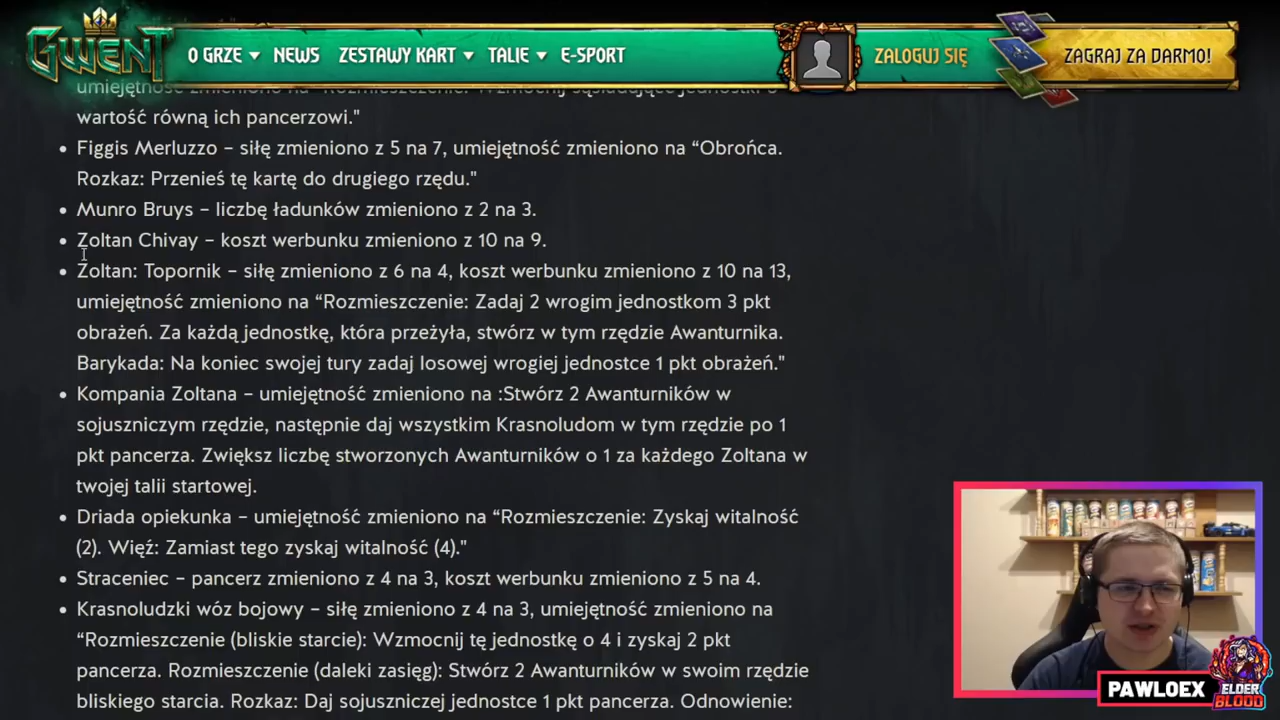 GWENT
O GRZE NEWS ZESTAWY KART TALIE E-SPORT ZALOGUJ SIĘ ZAGRAJ ZA DARMO!
umiejętność zmieniono na "Rozmieszczenie: Wzmocnij sąsiadujące jednostki o
wartość równą ich pancerzowi."
• Figgis Merluzzo – siłę zmieniono z 5 na 7, umiejętność zmieniono na “Obrońca.
Rozkaz: Przenieś tę kartę do drugiego rzędu."
• Munro Bruys – liczbę ładunków zmieniono z 2 na 3.
• Zoltan Chivay – koszt werbunku zmieniono z 10 na 9.
• Zoltan: Topornik – siłę zmieniono z 6 na 4, koszt werbunku zmieniono z 10 na 13,
umiejętność zmieniono na “Rozmieszczenie: Zadaj 2 wrogim jednostkom 3 pkt
obrażeń. Za każdą jednostkę, która przeżyła, stwórz w tym rzędzie Awanturnika.
Barykada: Na koniec swojej tury zadaj losowej wrogiej jednostce 1 pkt obrażeń."
• Kompania Zoltana – umiejętność zmieniono na :Stwórz 2 Awanturników w
sojuszniczym rzędzie, następnie daj wszystkim Krasnoludom w tym rzędzie po 1
pkt pancerza. Zwiększ liczbę stworzonych Awanturników o 1 za każdego Zoltana w
twojej talii startowej.
• Driada opiekunka – umiejętność zmieniono na “Rozmieszczenie: Zyskaj witalność
(2). Więź: Zamiast tego zyskaj witalność (4)."
• Straceniec – pancerz zmieniono z 4 na 3, koszt werbunku zmieniono z 5 na 4.
• Krasnoludzki wóz bojowy – siłę zmieniono z 4 na 3, umiejętność zmieniono na
“Rozmieszczenie (bliskie starcie): Wzmocnij tę jednostkę o 4 i zyskaj 2 pkt
pancerza. Rozmieszczenie (daleki zasięg): Stwórz 2 Awanturników w swoim rzędzie
bliskiego starcia. Rozkaz: Daj sojuszniczej jednostce 1 pkt pancerza. Odnowienie:
PAWLOEX
ELDER
BLOOD